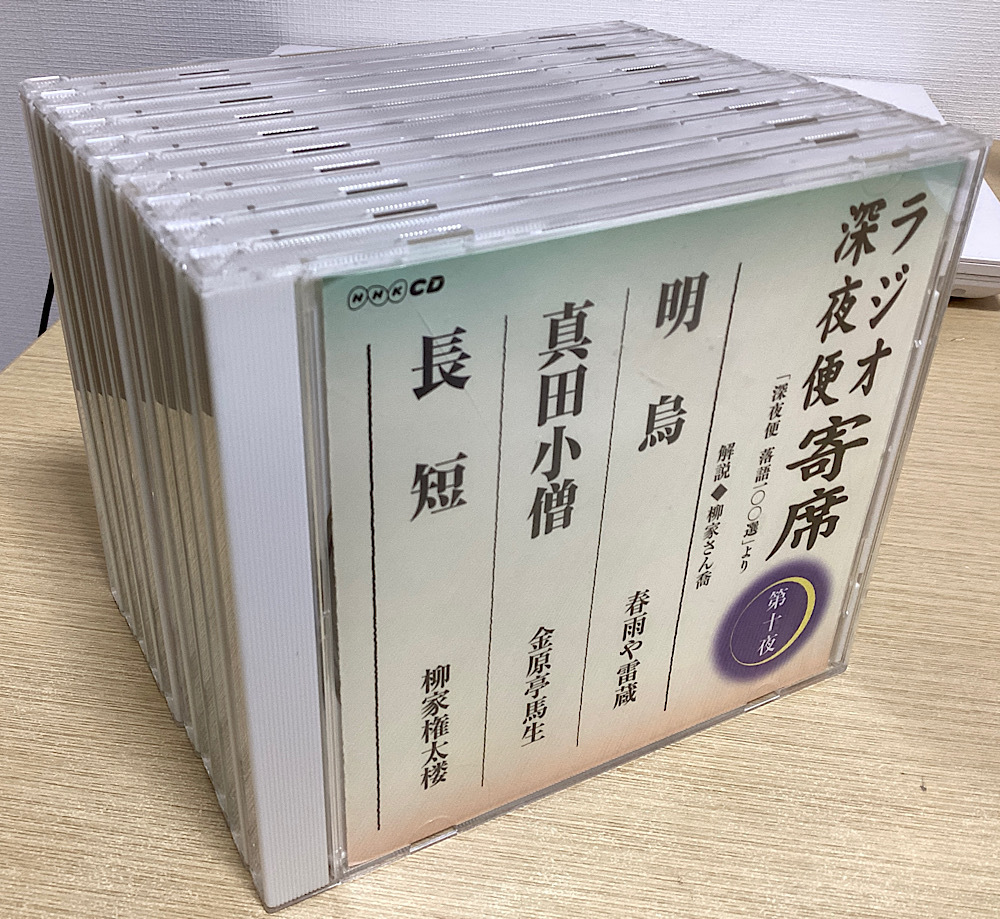 ラジオ
深夜便
寄席
「深夜便 落語一〇〇選」より
解説◆柳家さん喬
第十夜
明烏
春雨や雷蔵
真田小僧
金原亭馬生
長短
柳家権太楼
NHK CD